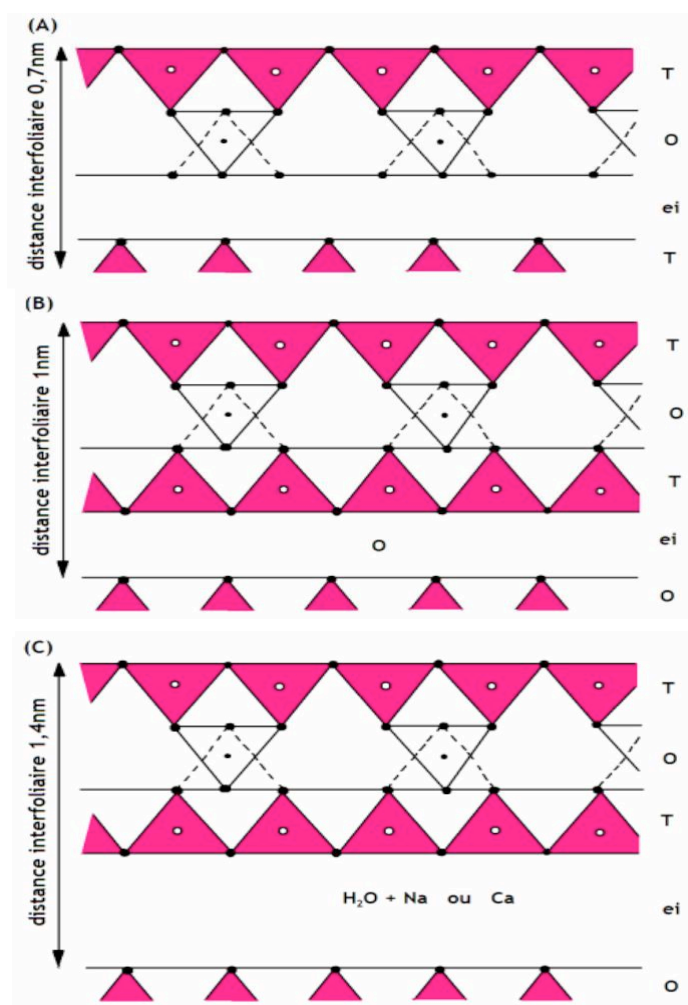 (A)
distance interfoliaire 0,7nm
T
O
ei
T
(B)
distance interfoliaire 1nm
T
O
T
ei
O
O
(C)
distance interfoliaire 1,4nm
T
O
T
H₂O + Na ou Ca
ei
O